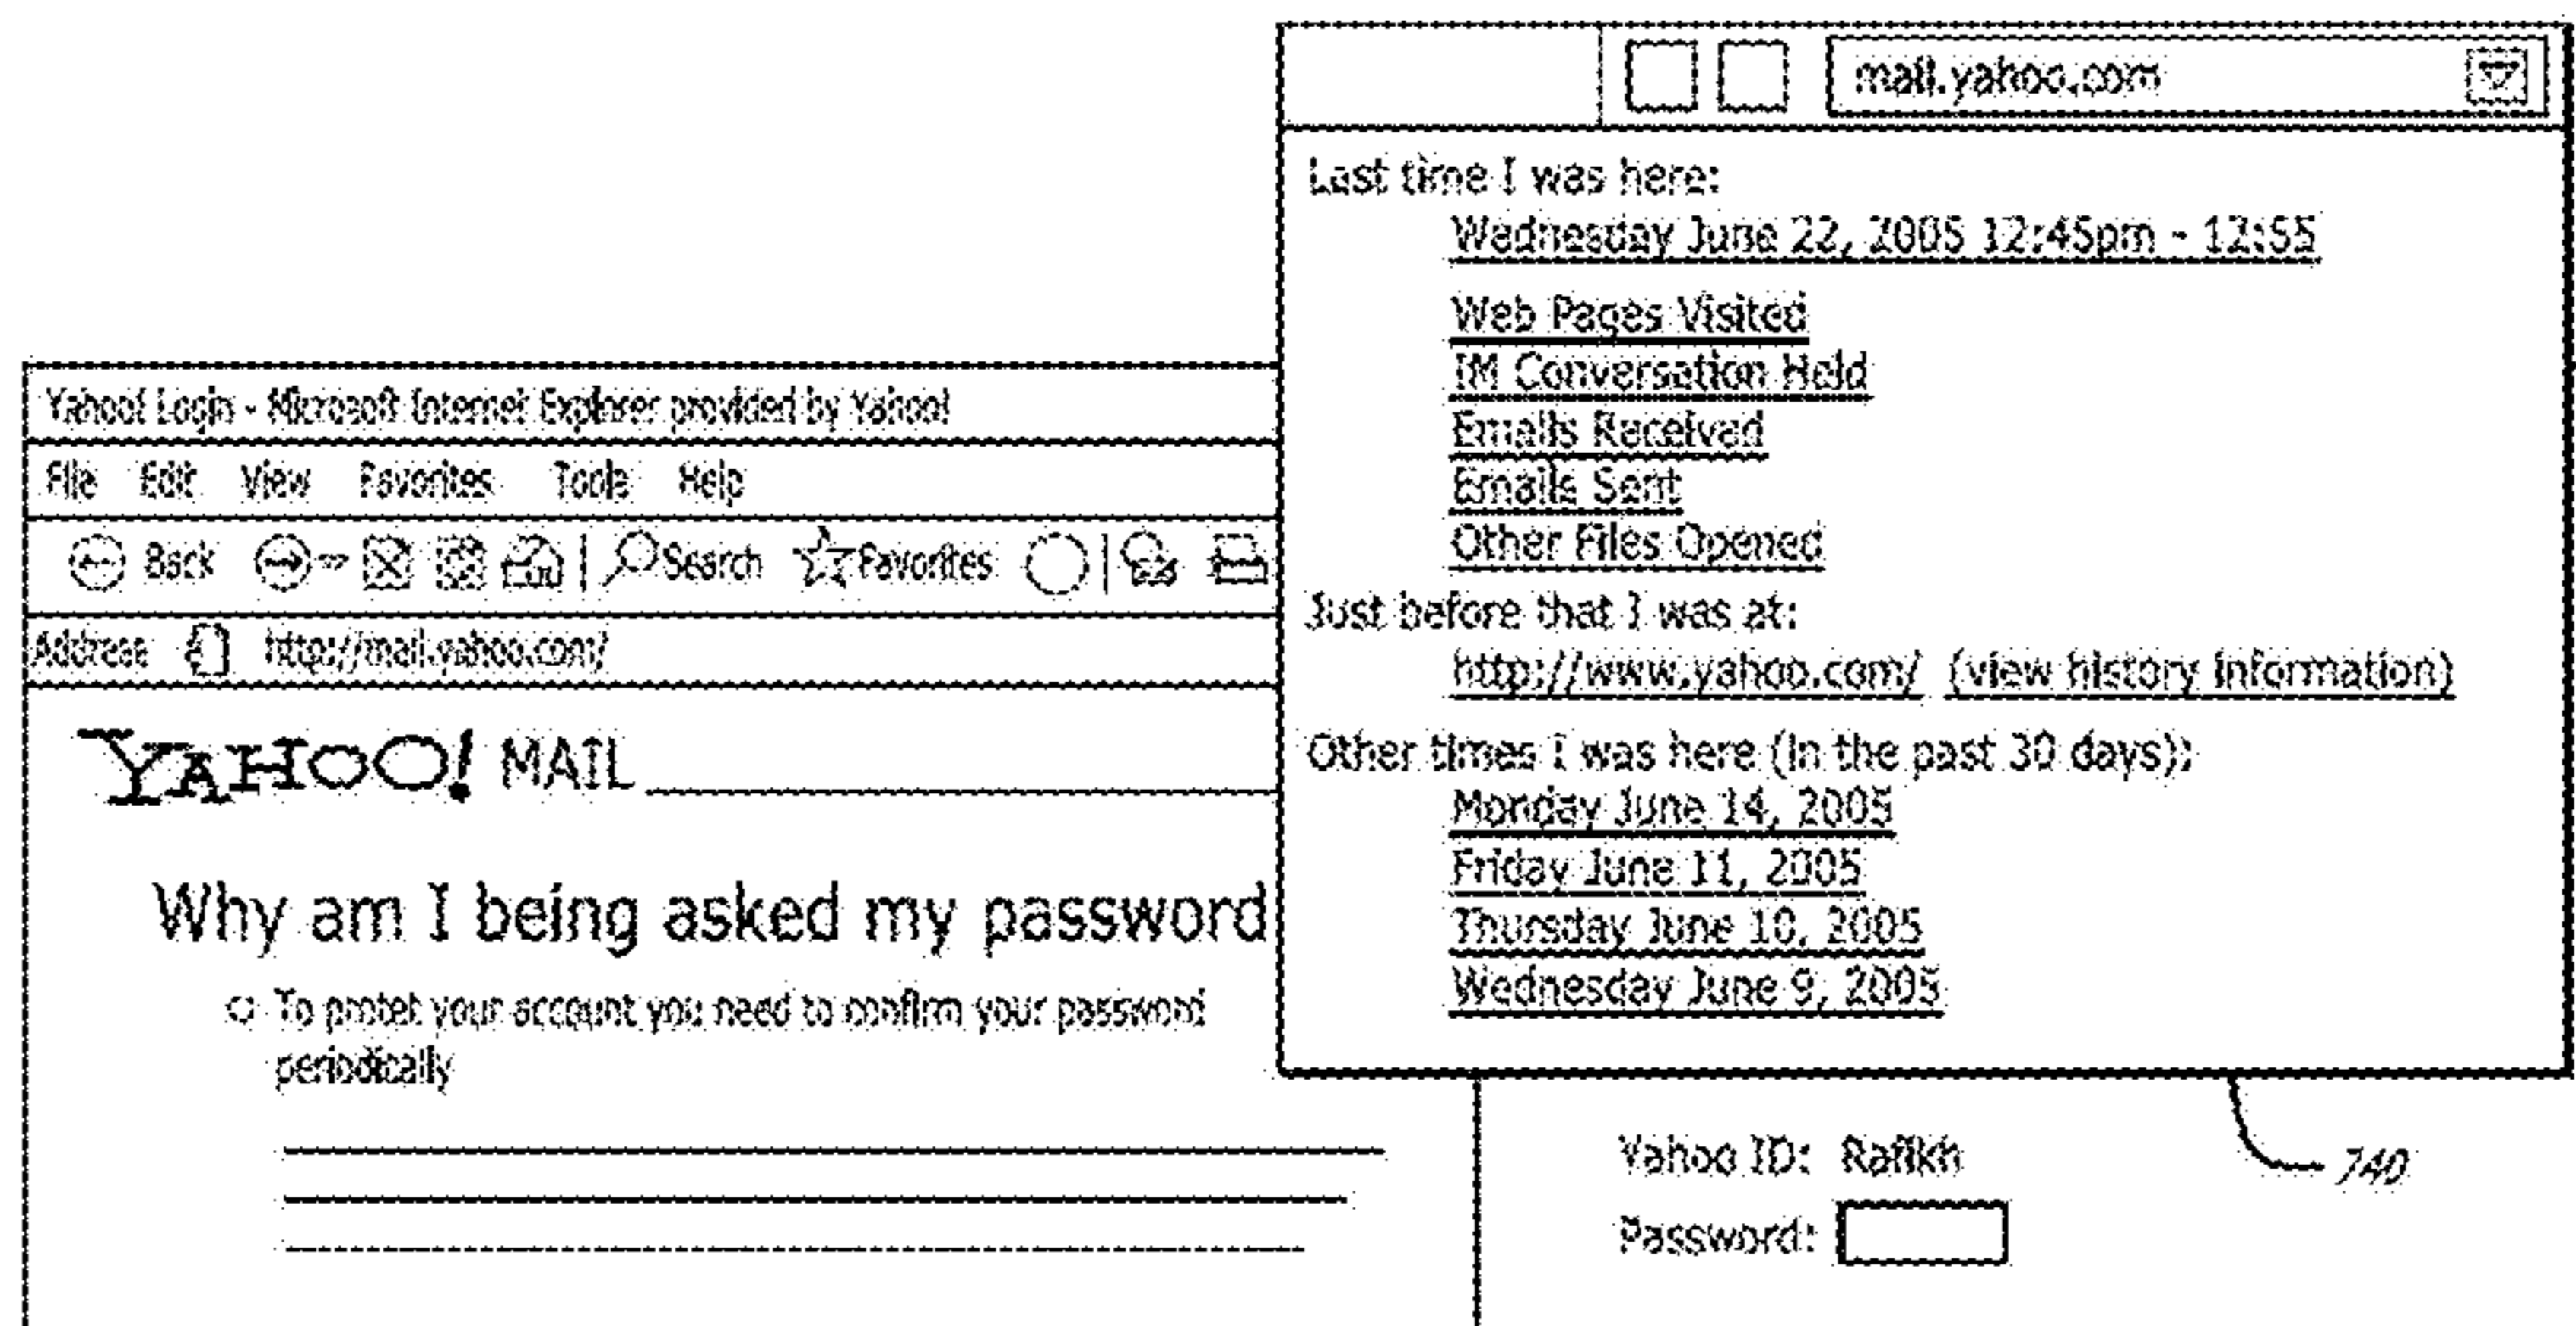 mail.yahoo.com
Last time I was here:
Wednesday June 22, 2005 12:45pm - 12:55
Web Pages Visited
IM Conversation Held
Emails Received
Emails Sent
Other Files Opened
Just before that I was at:
http://www.yahoo.com/ (view history information)
Other times I was here (in the past 30 days):
Monday June 14, 2005
Friday June 11, 2005
Thursday June 10, 2005
Wednesday June 9, 2005
Yahoo! Login - Microsoft Internet Explorer provided by Yahoo!
File Edit View Favorites Tools Help
Back Search Favorites
Address http://mail.yahoo.com/
YAHOO! MAIL
Why am I being asked my password
To protet your account you need to confirm your password
periodically
Yahoo ID: Rafikh
Password:
740